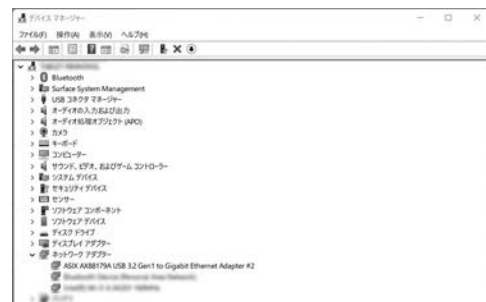 デバイス マネージャー
ファイル(F) 操作(A) 表示(V) ヘルプ(H)
Bluetooth
Surface System Management
USB コネクタ マネージャー
オーディオの入力および出力
オーディオ処理オブジェクト (APO)
カメラ
キーボード
コンピューター
サウンド、ビデオ、およびゲーム コントローラー
システム デバイス
セキュリティ デバイス
センサー
ソフトウェア コンポーネント
ソフトウェア デバイス
ディスク ドライブ
ディスプレイ アダプター
ネットワーク アダプター
ASIX AX88179A USB 3.2 Gen1 to Gigabit Ethernet Adapter #2